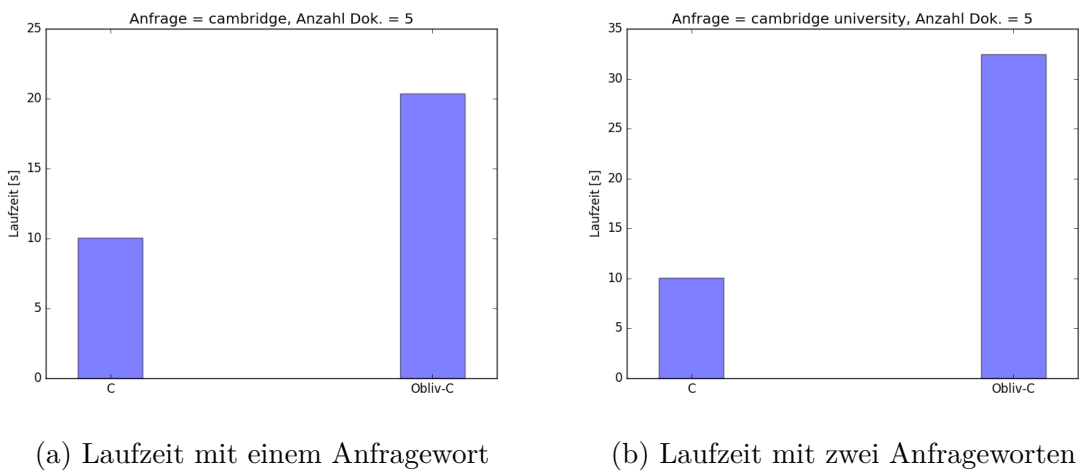 Anfrage = cambridge, Anzahl Dok. = 5
25
20
15
10
5
0
Laufzeit [s]
C
Obliv-C
(a) Laufzeit mit einem Anfragewort
Anfrage = cambridge university, Anzahl Dok. = 5
35
30
25
20
15
10
5
0
Laufzeit [s]
C
Obliv-C
(b) Laufzeit mit zwei Anfrageworten